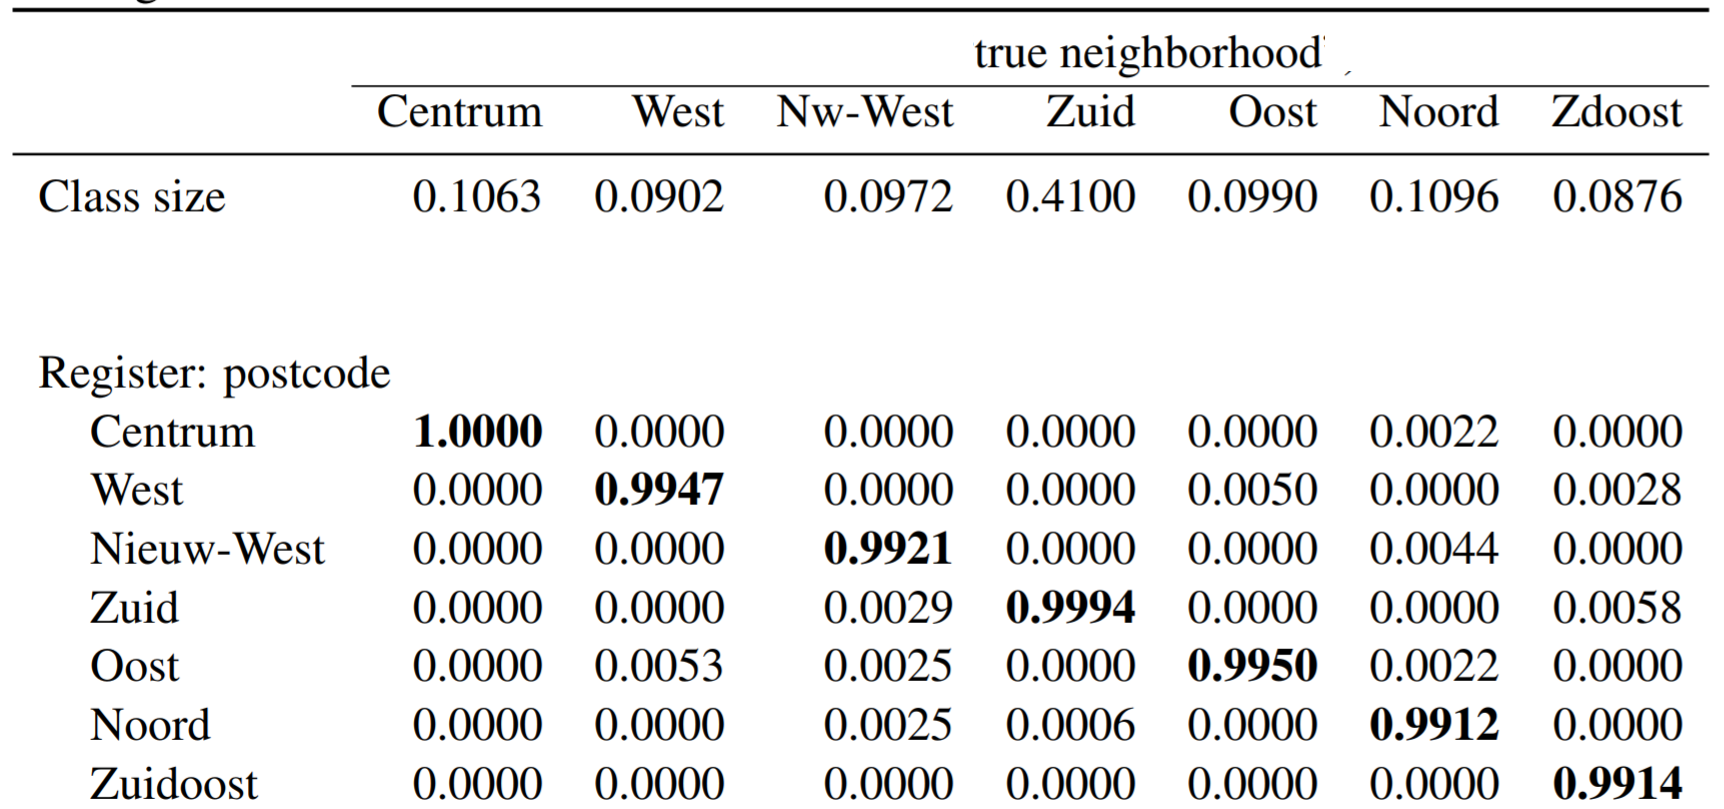 true neighborhood
Centrum West Nw-West Zuid Oost Noord Zdoost
Class size 0.1063 0.0902 0.0972 0.4100 0.0990 0.1096 0.0876
Register: postcode
Centrum 1.0000 0.0000 0.0000 0.0000 0.0000 0.0022 0.0000
West 0.0000 0.9947 0.0000 0.0000 0.0050 0.0000 0.0028
Nieuw-West 0.0000 0.0000 0.9921 0.0000 0.0000 0.0044 0.0000
Zuid 0.0000 0.0000 0.0029 0.9994 0.0000 0.0000 0.0058
Oost 0.0000 0.0053 0.0025 0.0000 0.9950 0.0022 0.0000
Noord 0.0000 0.0000 0.0025 0.0006 0.0000 0.9912 0.0000
Zuidoost 0.0000 0.0000 0.0000 0.0000 0.0000 0.0000 0.9914